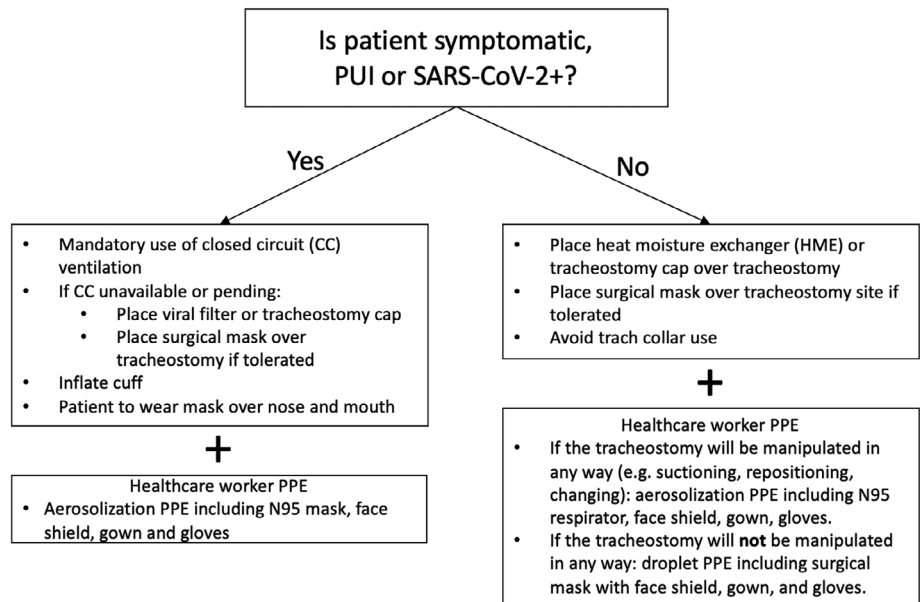 Is patient symptomatic,
PUI or SARS-CoV-2+?
Yes
No
• Mandatory use of closed circuit (CC)
ventilation
• If CC unavailable or pending:
• Place viral filter or tracheostomy cap
• Place surgical mask over
tracheostomy if tolerated
• Inflate cuff
• Patient to wear mask over nose and mouth
+
Healthcare worker PPE
• Aerosolization PPE including N95 mask, face
shield, gown and gloves
• Place heat moisture exchanger (HME) or
tracheostomy cap over tracheostomy
• Place surgical mask over tracheostomy site if
tolerated
• Avoid trach collar use
+
Healthcare worker PPE
• If the tracheostomy will be manipulated in
any way (e.g. suctioning, repositioning,
changing): aerosolization PPE including N95
respirator, face shield, gown, gloves.
• If the tracheostomy will not be manipulated
in any way: droplet PPE including surgical
mask with face shield, gown, and gloves.